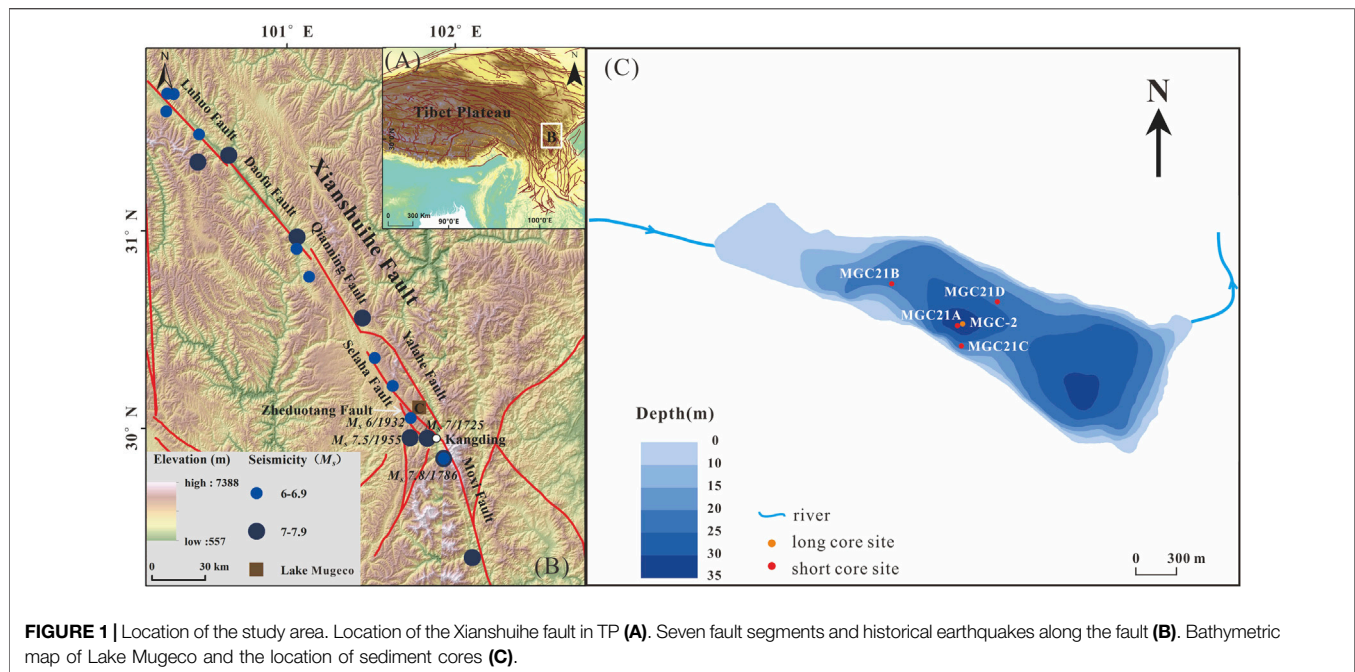 101° E
102° E
31° N
30° N
N
Luhuo Fault
Daofu Fault
Qianning Fault
Xianshuihe Fault
Yalahe Fault
Selaha Fault
Zheduotang Fault
C
Ms 6/1932
Ms 7/1725
Ms 7.5/1955
Kangding
Ms 7.8/1786
Moxi Fault
Elevation (m)
high : 7388
low :557
Seismicity (Ms)
6-6.9
7-7.9
0 30 km
Lake Mugeco
(B)
(A)
N
Tibet Plateau
B
0 300 Km
90°0'E
100°0'E
(C)
N
MGC21B
MGC21D
MGC21A
MGC-2
MGC21C
Depth(m)
0
10
15
20
25
30
35
river
long core site
short core site
0 300 m
FIGURE 1 | Location of the study area. Location of the Xianshuihe fault in TP (A). Seven fault segments and historical earthquakes along the fault (B). Bathymetric
map of Lake Mugeco and the location of sediment cores (C).